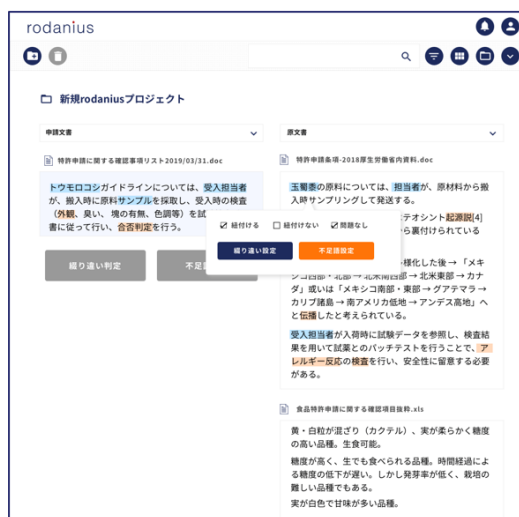 rodanius
新規rodaniusプロジェクト
申請文書
特許申請に関する確認事項リスト2019/03/31.doc
トウモロコシガイドラインについては、受入担当者
が、搬入時に原料サンプルを採取し、受入時の検査
（外観、臭い、塊の有無、色調等）を試
書に従って行い、合否判定を行う。
綴り違い判定
不足語
原文書
特許申請条項-2018厚生労働省内資料.doc
玉蜀黍の原料については、担当者が、原材料から搬
入時サンプリングして発送する。
テオシント起源説[4]
ら裏付けられている
紐付ける
紐付けない
問題なし
綴り違い設定
不足語設定
様化した後 → 「メキ
シコ西部・北部 → 北米南西部 → 北米東部 → カナ
ダ」或いは「メキシコ南部・東部 → グアテマラ →
カリブ諸島 → 南アメリカ低地 → アンデス高地」へ
と伝播したと考えられている。
受入担当者が入荷時に試験データを参照し、検査結
果を用いて試薬とのパッチテストを行うことで、ア
レルギー反応の検査を行い、安全性に留意する必要
がある。
食品特許申請に関する確認項目抜粋.xls
黄・白粒が混ざり（カクテル）、実が柔らかく糖度
の高い品種。生食可能。
糖度が高く、生でも食べられる品種。時間経過によ
る糖度の低下が遅い。しかし発芽率が低く、栽培の
難しい品種でもある。
実が白色で甘味が多い品種。